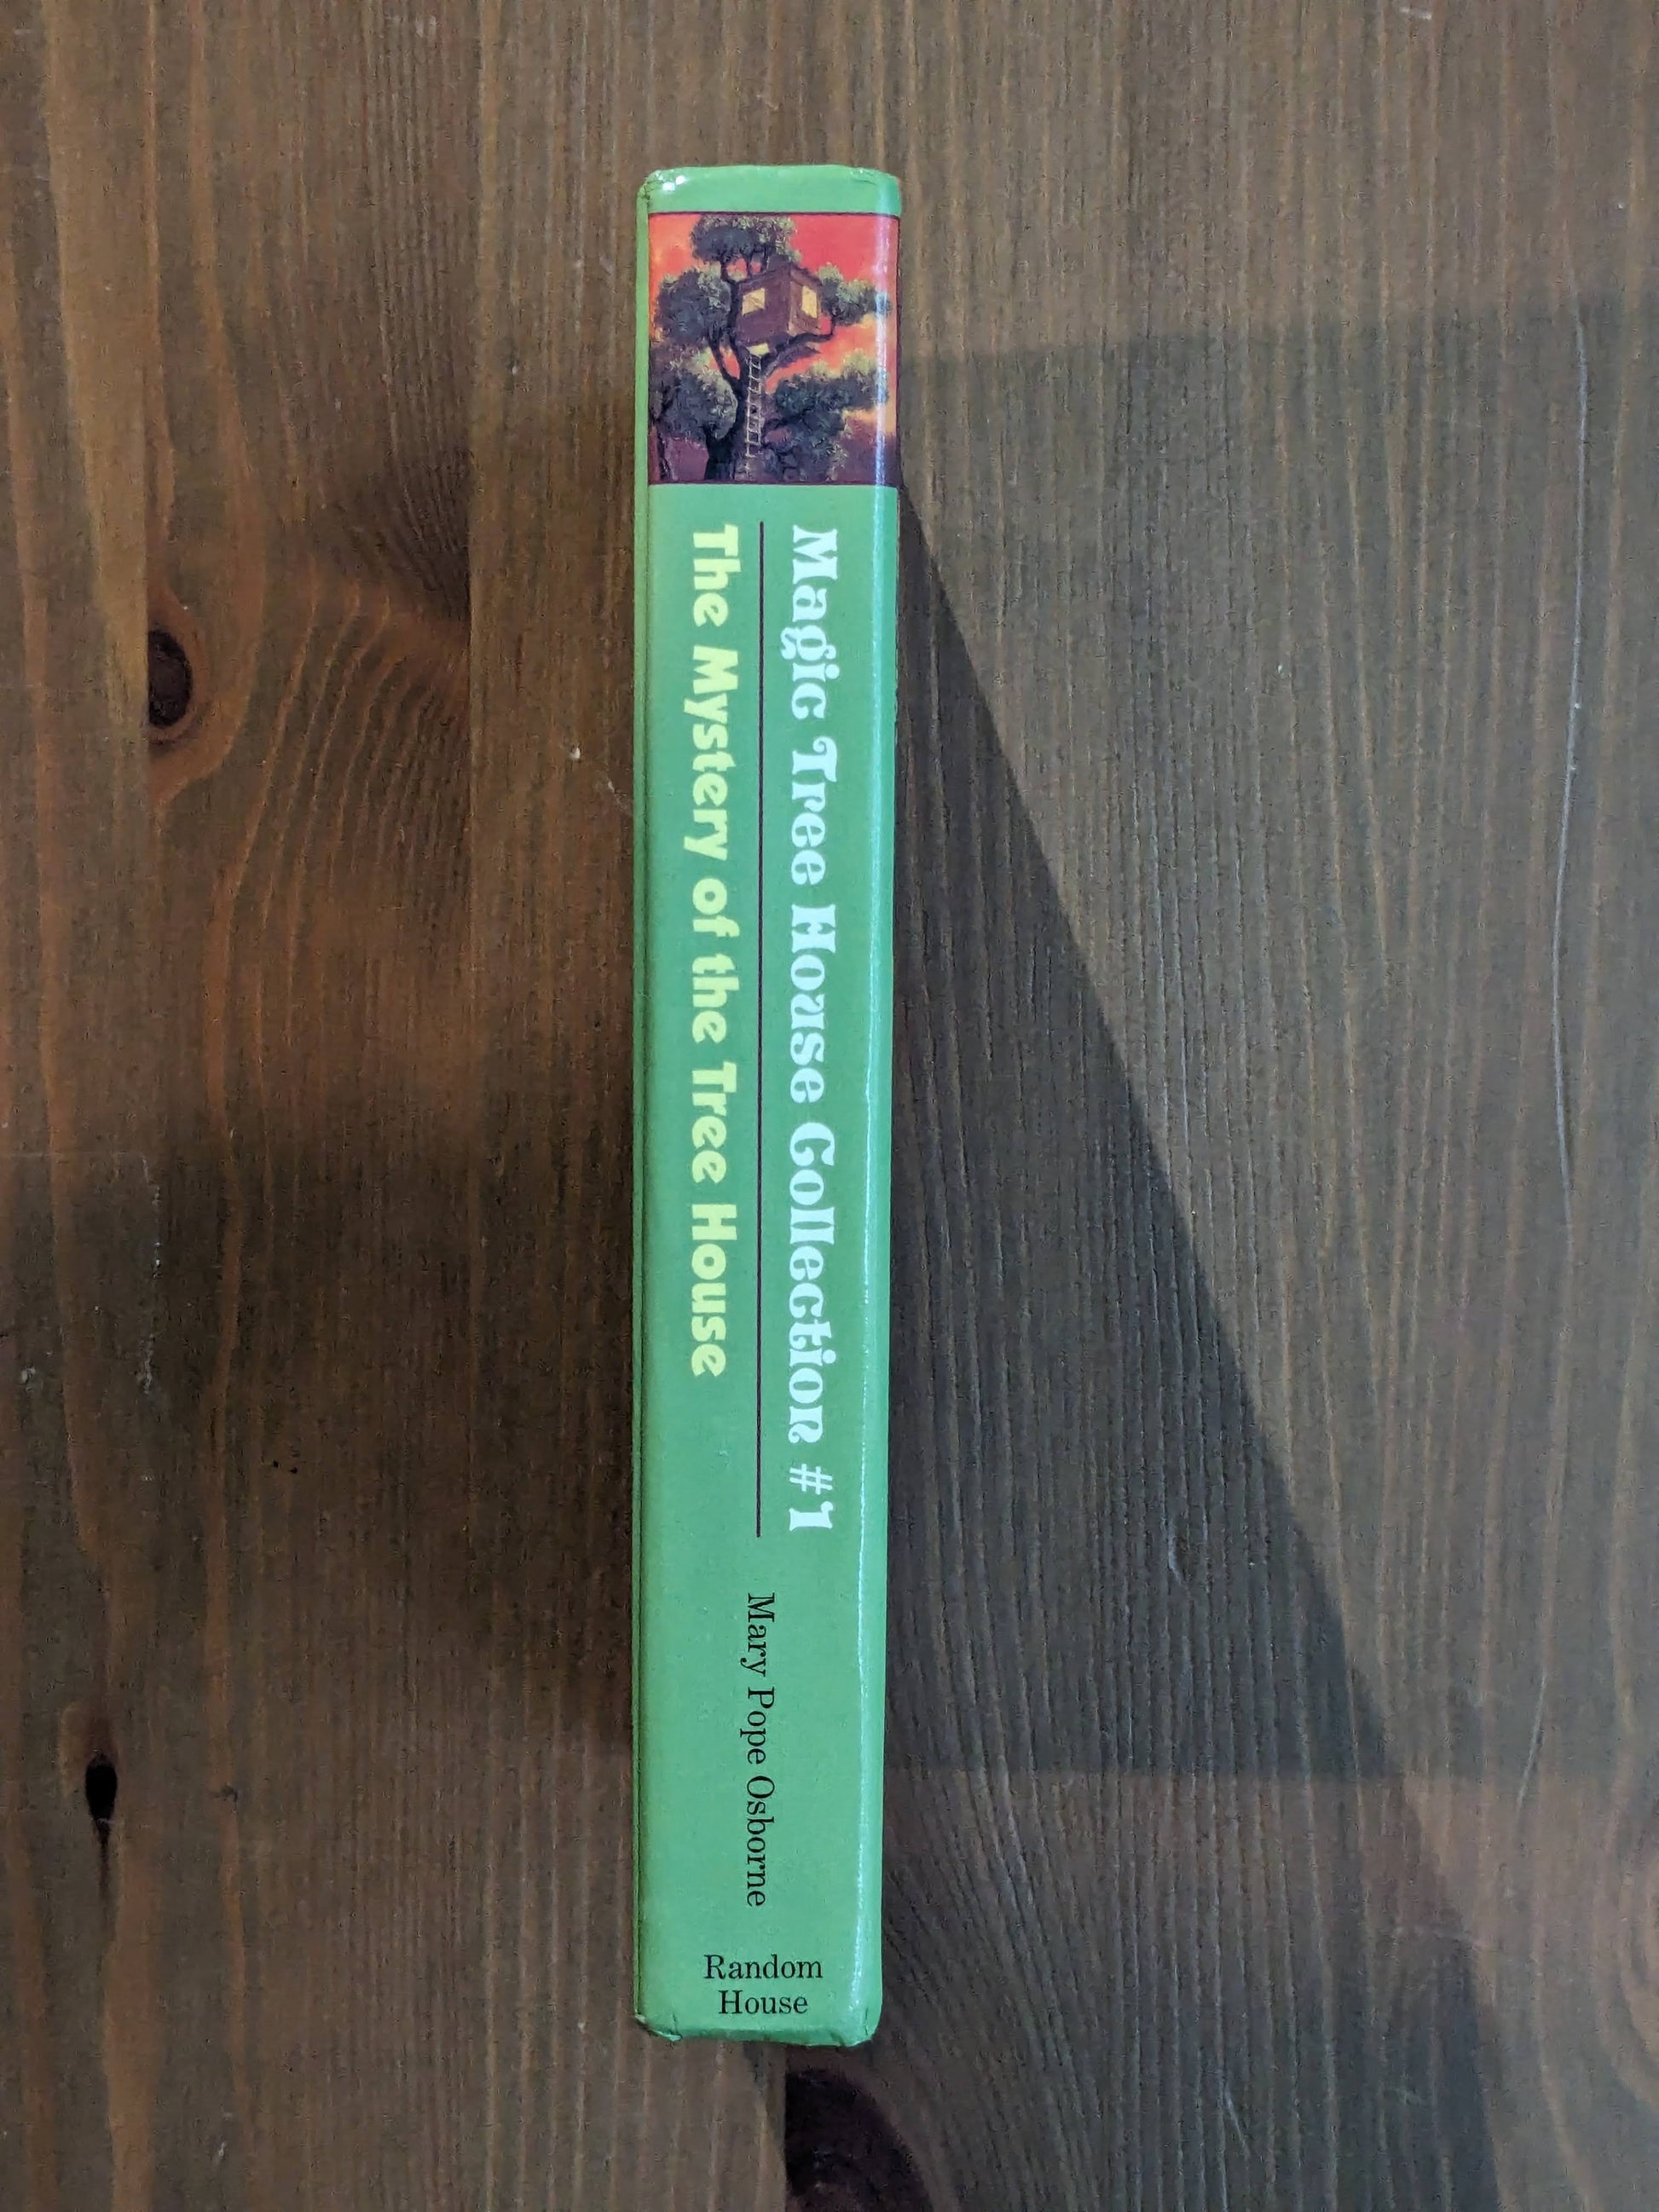 Magic Tree House Collection #1
The Mystery of the Tree House
Mary Pope Osborne
Random
House